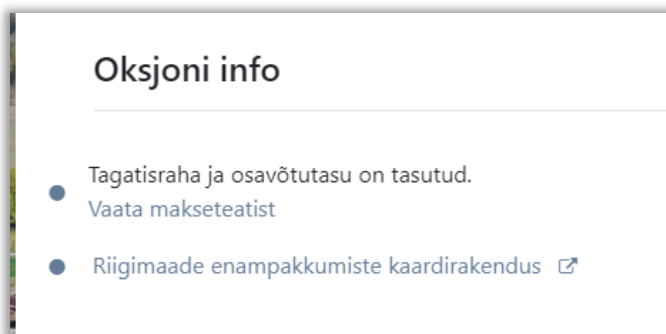 Oksjoni info
Tagatisraha ja osavõtutasu on tasutud.
Vaata makseteatist
Riigimaade enampakkumiste kaardirakendus